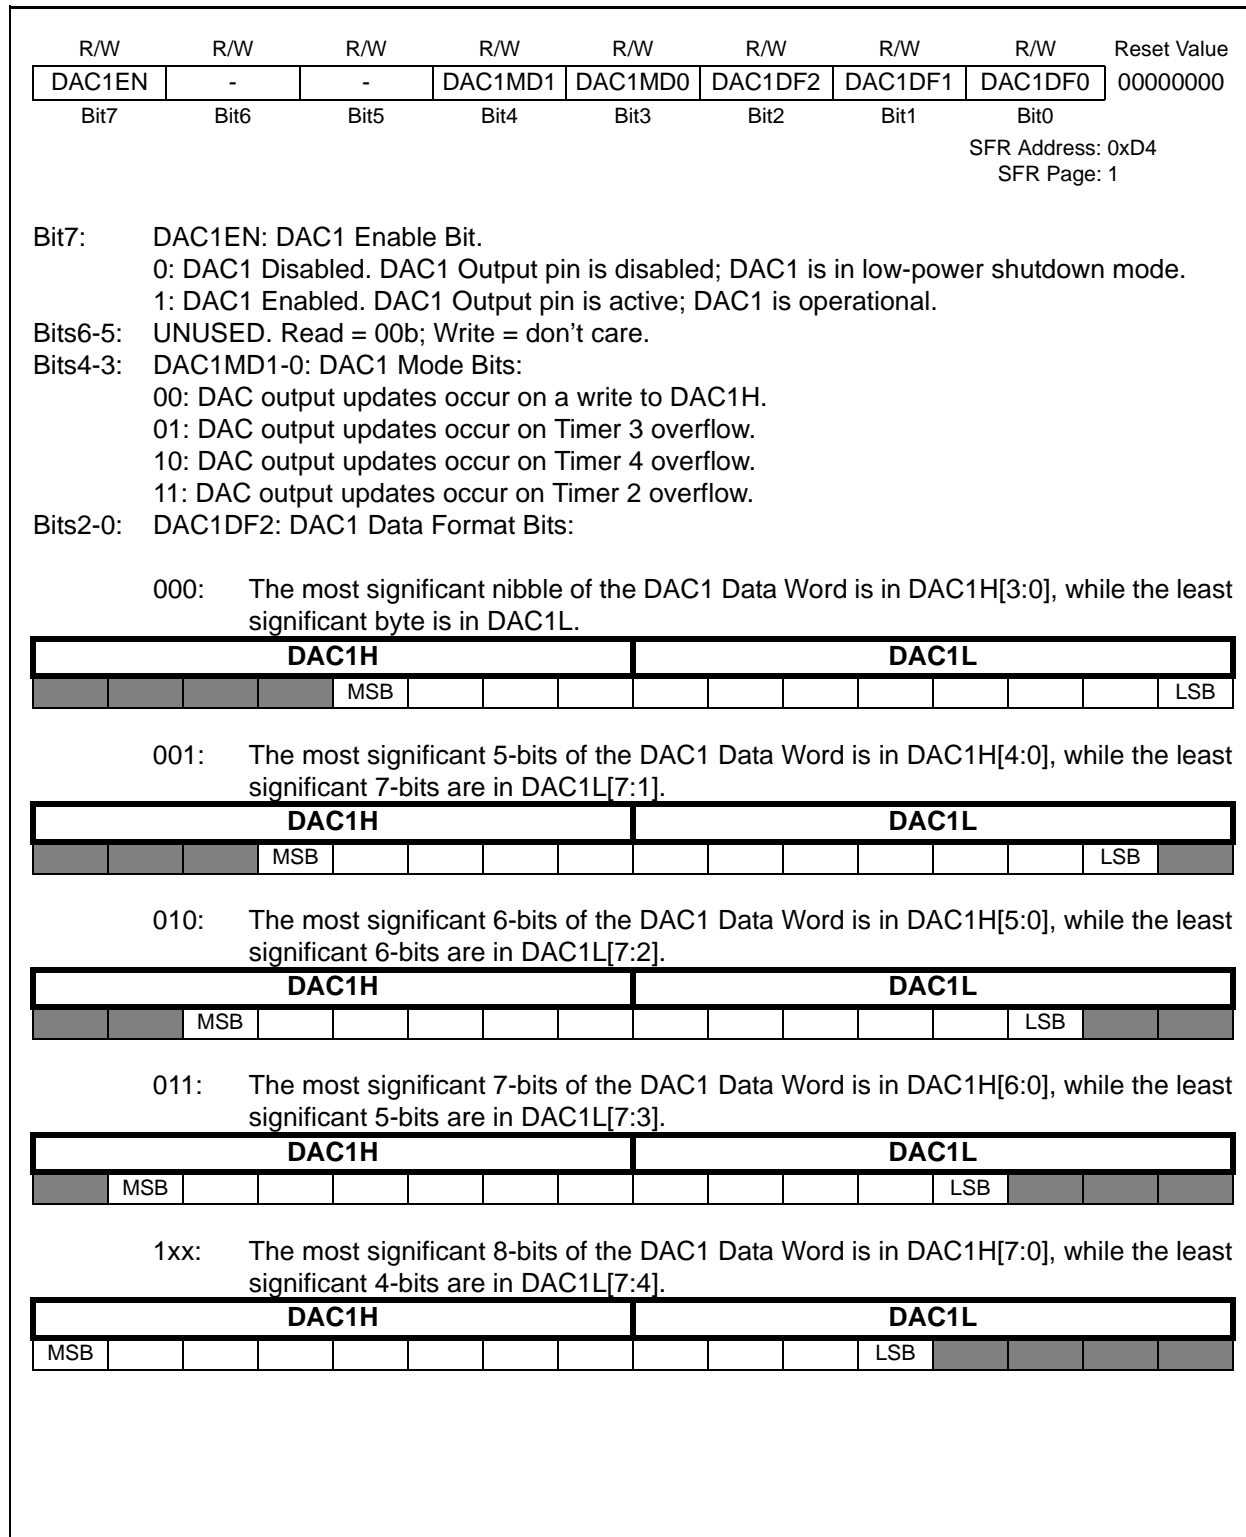 R/W R/W R/W R/W R/W R/W R/W R/W Reset Value
DAC1EN - - DAC1MD1 DAC1MD0 DAC1DF2 DAC1DF1 DAC1DF0 00000000
Bit7 Bit6 Bit5 Bit4 Bit3 Bit2 Bit1 Bit0
SFR Address: 0xD4
SFR Page: 1
Bit7: DAC1EN: DAC1 Enable Bit.
0: DAC1 Disabled. DAC1 Output pin is disabled; DAC1 is in low-power shutdown mode.
1: DAC1 Enabled. DAC1 Output pin is active; DAC1 is operational.
Bits6-5: UNUSED. Read = 00b; Write = don't care.
Bits4-3: DAC1MD1-0: DAC1 Mode Bits:
00: DAC output updates occur on a write to DAC1H.
01: DAC output updates occur on Timer 3 overflow.
10: DAC output updates occur on Timer 4 overflow.
11: DAC output updates occur on Timer 2 overflow.
Bits2-0: DAC1DF2: DAC1 Data Format Bits:
000: The most significant nibble of the DAC1 Data Word is in DAC1H[3:0], while the least
significant byte is in DAC1L.
DAC1H DAC1L
MSB LSB
001: The most significant 5-bits of the DAC1 Data Word is in DAC1H[4:0], while the least
significant 7-bits are in DAC1L[7:1].
DAC1H DAC1L
MSB LSB
010: The most significant 6-bits of the DAC1 Data Word is in DAC1H[5:0], while the least
significant 6-bits are in DAC1L[7:2].
DAC1H DAC1L
MSB LSB
011: The most significant 7-bits of the DAC1 Data Word is in DAC1H[6:0], while the least
significant 5-bits are in DAC1L[7:3].
DAC1H DAC1L
MSB LSB
1xx: The most significant 8-bits of the DAC1 Data Word is in DAC1H[7:0], while the least
significant 4-bits are in DAC1L[7:4].
DAC1H DAC1L
MSB LSB